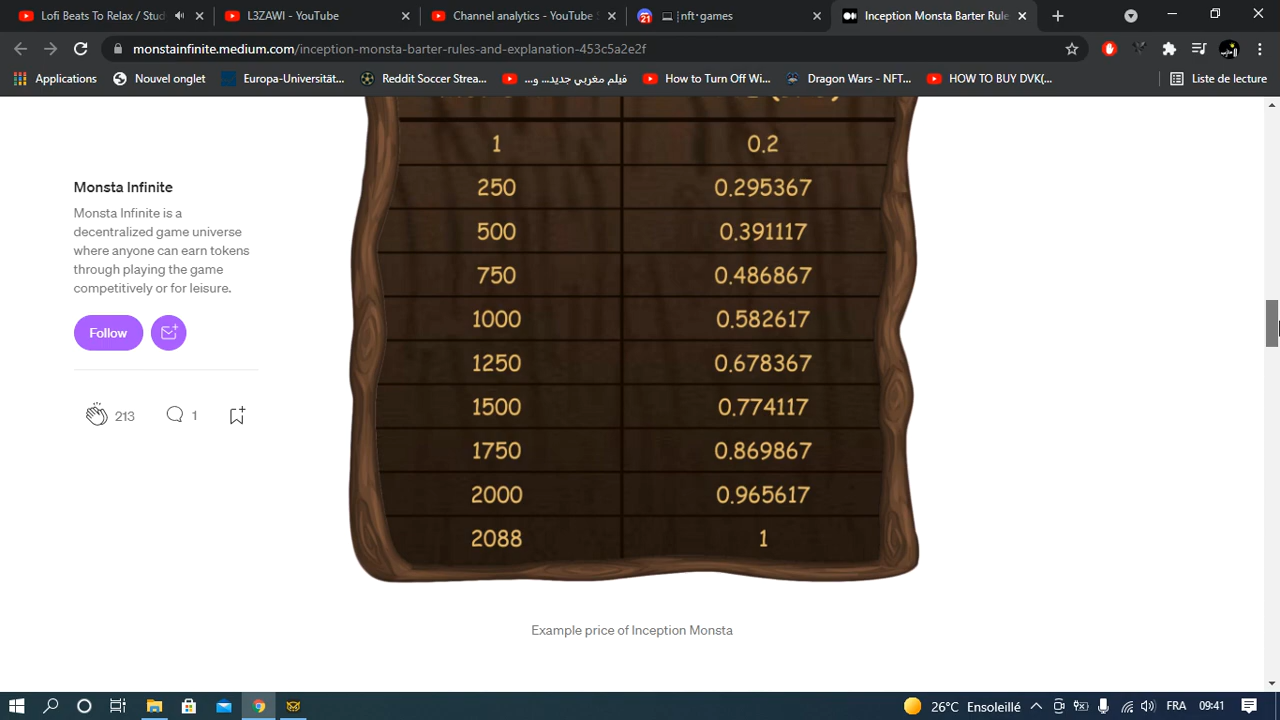 Lofi Beats To Relax / Stud
L3ZAWI - YouTube
Channel analytics - YouTube S
21
nft·games
Inception Monsta Barter Rule
monstainfinite.medium.com/inception-monsta-barter-rules-and-explanation-453c5a2e2f
Applications
Nouvel onglet
Europa-Universität...
Reddit Soccer Strea...
فيلم مغربي جديد... و...
How to Turn Off Wi...
Dragon Wars - NFT...
HOW TO BUY DVK(...
Liste de lecture
1 0.2
250 0.295367
500 0.391117
750 0.486867
1000 0.582617
1250 0.678367
1500 0.774117
1750 0.869867
2000 0.965617
2088 1
Monsta Infinite
Monsta Infinite is a
decentralized game universe
where anyone can earn tokens
through playing the game
competitively or for leisure.
Follow
213
1
Example price of Inception Monsta
26°C Ensoleillé
FRA
09:41